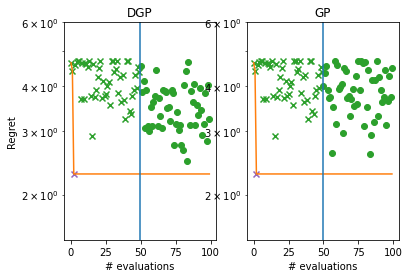 DGP
GP
6 × 10⁰
4 × 10⁰
3 × 10⁰
2 × 10⁰
Regret
0
25
50
75
100
# evaluations
6 × 10⁰
4 × 10⁰
3 × 10⁰
2 × 10⁰
0
25
50
75
100
# evaluations